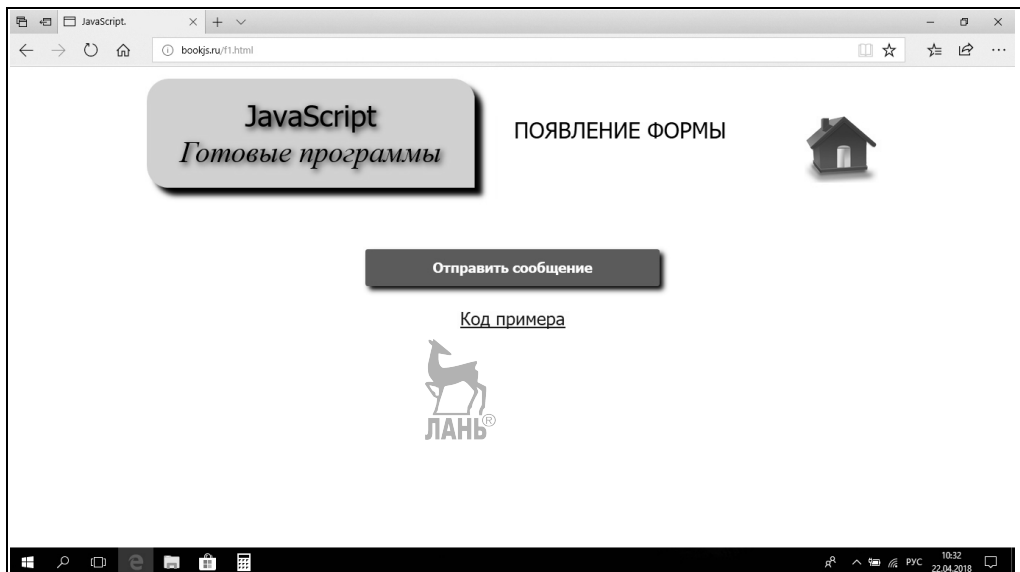 JavaScript.
bookjs.ru/f1.html
JavaScript
Готовые программы
ПОЯВЛЕНИЕ ФОРМЫ
Отправить сообщение
Код примера
ЛАНЬ®
РУС
10:32
22.04.2018